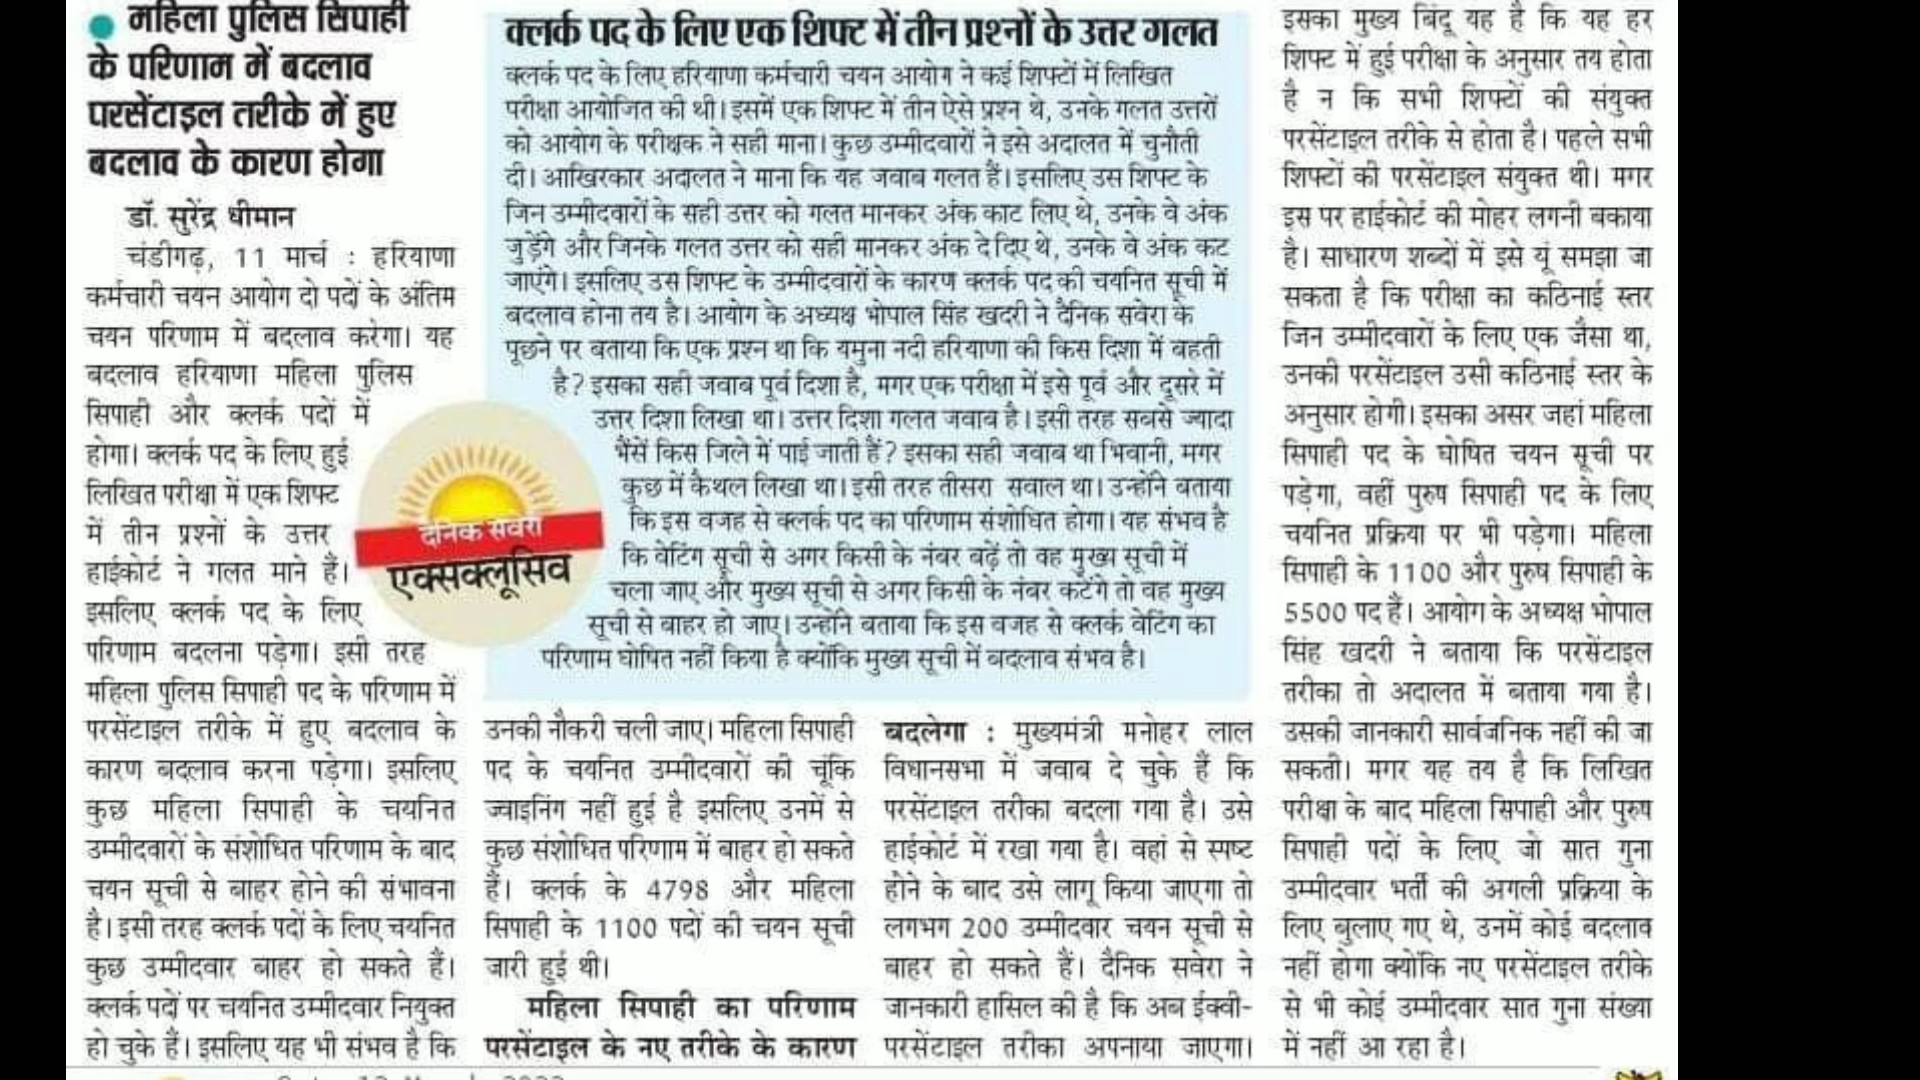 महिला पुलिस सिपाही
के परिणाम में बदलाव
परसेंटाइल तरीके में हुए
बदलाव के कारण होगा
डॉ. सुरेंद्र धीमान
चंडीगढ़, 11 मार्च : हरियाणा
कर्मचारी चयन आयोग दो पदों के अंतिम
चयन परिणाम में बदलाव करेगा। यह
बदलाव हरियाणा महिला पुलिस
सिपाही और क्लर्क पदों में
होगा। क्लर्क पद के लिए हुई
लिखित परीक्षा में एक शिफ्ट
में तीन प्रश्नों के उत्तर
हाईकोर्ट ने गलत माने हैं।
इसलिए क्लर्क पद के लिए
परिणाम बदलना पड़ेगा। इसी तरह
महिला पुलिस सिपाही पद के परिणाम में
परसेंटाइल तरीके में हुए बदलाव के
कारण बदलाव करना पड़ेगा। इसलिए
कुछ महिला सिपाही के चयनित
उम्मीदवारों के संशोधित परिणाम के बाद
चयन सूची से बाहर होने की संभावना
है। इसी तरह क्लर्क पदों के लिए चयनित
कुछ उम्मीदवार बाहर हो सकते हैं।
क्लर्क पदों पर चयनित उम्मीदवार नियुक्त
हो चुके हैं। इसलिए यह भी संभव है कि
दैनिक सवेरा
एक्सक्लूसिव
क्लर्क पद के लिए एक शिफ्ट में तीन प्रश्नों के उत्तर गलत
क्लर्क पद के लिए हरियाणा कर्मचारी चयन आयोग ने कई शिफ्टों में लिखित
परीक्षा आयोजित की थी। इसमें एक शिफ्ट में तीन ऐसे प्रश्न थे, उनके गलत उत्तरों
को आयोग के परीक्षक ने सही माना। कुछ उम्मीदवारों ने इसे अदालत में चुनौती
दी। आखिरकार अदालत ने माना कि यह जवाब गलत हैं। इसलिए उस शिफ्ट के
जिन उम्मीदवारों के सही उत्तर को गलत मानकर अंक काट लिए थे, उनके वे अंक
जुड़ेंगे और जिनके गलत उत्तर को सही मानकर अंक दे दिए थे, उनके वे अंक कट
जाएंगे। इसलिए उस शिफ्ट के उम्मीदवारों के कारण क्लर्क पद की चयनित सूची में
बदलाव होना तय है। आयोग के अध्यक्ष भोपाल सिंह खदरी ने दैनिक सवेरा के
पूछने पर बताया कि एक प्रश्न था कि यमुना नदी हरियाणा की किस दिशा में बहती
है? इसका सही जवाब पूर्व दिशा है, मगर एक परीक्षा में इसे पूर्व और दुसरे में
उत्तर दिशा लिखा था। उत्तर दिशा गलत जवाब है। इसी तरह सबसे ज्यादा
भैंसें किस जिले में पाई जाती हैं? इसका सही जवाब था भिवानी, मगर
कुछ में कैथल लिखा था। इसी तरह तीसरा सवाल था। उन्होंने बताया
कि इस वजह से क्लर्क पद का परिणाम संशोधित होगा। यह संभव है
कि वेटिंग सूची से अगर किसी के नंबर बढ़ें तो वह मुख्य सूची में
चला जाए और मुख्य सूची से अगर किसी के नंबर कटेंगे तो वह मुख्य
सूची से बाहर हो जाए। उन्होंने बताया कि इस वजह से क्लर्क वेटिंग का
परिणाम घोषित नहीं किया है क्योंकि मुख्य सूची में बदलाव संभव है।
उनकी नौकरी चली जाए। महिला सिपाही
पद के चयनित उम्मीदवारों की चूंकि
ज्वाइनिंग नहीं हुई है इसलिए उनमें से
कुछ संशोधित परिणाम में बाहर हो सकते
हैं। क्लर्क के 4798 और महिला
सिपाही के 1100 पदों की चयन सूची
जारी हुई थी।
महिला सिपाही का परिणाम
परसेंटाइल के नए तरीके के कारण
बदलेगा : मुख्यमंत्री मनोहर लाल
विधानसभा में जवाब दे चुके हैं कि
परसेंटाइल तरीका बदला गया है। उसे
हाईकोर्ट में रखा गया है। वहां से स्पष्ट
होने के बाद उसे लागू किया जाएगा तो
लगभग 200 उम्मीदवार चयन सूची से
बाहर हो सकते हैं। दैनिक सवेरा ने
जानकारी हासिल की है कि अब ईक्वी-
परसेंटाइल तरीका अपनाया जाएगा।
इसका मुख्य बिंदू यह है कि यह हर
शिफ्ट में हुई परीक्षा के अनुसार तय होता
है न कि सभी शिफ्टों की संयुक्त
परसेंटाइल तरीके से होता है। पहले सभी
शिफ्टों की परसेंटाइल संयुक्त थी। मगर
इस पर हाईकोर्ट की मोहर लगनी बकाया
है। साधारण शब्दों में इसे यूं समझा जा
सकता है कि परीक्षा का कठिनाई स्तर
जिन उम्मीदवारों के लिए एक जैसा था,
उनकी परसेंटाइल उसी कठिनाई स्तर के
अनुसार होगी। इसका असर जहां महिला
सिपाही पद के घोषित चयन सूची पर
पड़ेगा, वहीं पुरुष सिपाही पद के लिए
चयनित प्रक्रिया पर भी पड़ेगा। महिला
सिपाही के 1100 और पुरुष सिपाही के
5500 पद हैं। आयोग के अध्यक्ष भोपाल
सिंह खदरी ने बताया कि परसेंटाइल
तरीका तो अदालत में बताया गया है।
उसकी जानकारी सार्वजनिक नहीं की जा
सकती। मगर यह तय है कि लिखित
परीक्षा के बाद महिला सिपाही और पुरुष
सिपाही पदों के लिए जो सात गुना
उम्मीदवार भर्ती की अगली प्रक्रिया के
लिए बुलाए गए थे, उनमें कोई बदलाव
नहीं होगा क्योंकि नए परसेंटाइल तरीके
से भी कोई उम्मीदवार सात गुना संख्या
में नहीं आ रहा है।